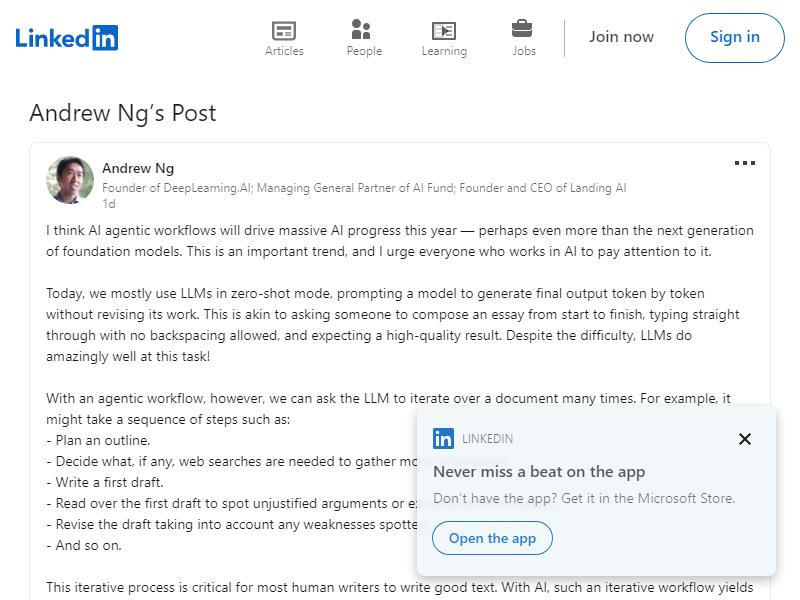 LinkedIn
Articles
People
Learning
Jobs
Join now
Sign in
Andrew Ng’s Post
Andrew Ng
Founder of DeepLearning.AI; Managing General Partner of AI Fund; Founder and CEO of Landing AI
1d
I think AI agentic workflows will drive massive AI progress this year — perhaps even more than the next generation
of foundation models. This is an important trend, and I urge everyone who works in AI to pay attention to it.
Today, we mostly use LLMs in zero-shot mode, prompting a model to generate final output token by token
without revising its work. This is akin to asking someone to compose an essay from start to finish, typing straight
through with no backspacing allowed, and expecting a high-quality result. Despite the difficulty, LLMs do
amazingly well at this task!
With an agentic workflow, however, we can ask the LLM to iterate over a document many times. For example, it
might take a sequence of steps such as:
- Plan an outline.
- Decide what, if any, web searches are needed to gather
- Write a first draft.
- Read over the first draft to spot unjustified arguments or
- Revise the draft taking into account any weaknesses
- And so on.
LINKEDIN
Never miss a beat on the app
Don’t have the app? Get it in the Microsoft Store.
Open the app
This iterative process is critical for most human writers to write good text. With AI, such an iterative workflow yields